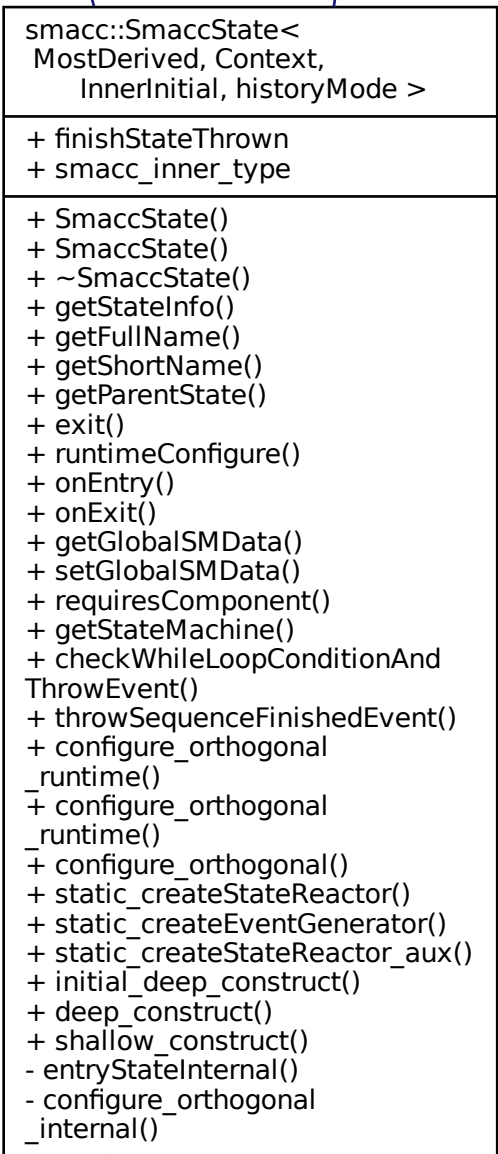 smacc::SmaccState<
MostDerived, Context,
InnerInitial, historyMode >
+ finishStateThrown
+ smacc_inner_type
+ SmaccState()
+ SmaccState()
+ ~SmaccState()
+ getStateInfo()
+ getFullName()
+ getShortName()
+ getParentState()
+ exit()
+ runtimeConfigure()
+ onEntry()
+ onExit()
+ getGlobalSMData()
+ setGlobalSMData()
+ requiresComponent()
+ getStateMachine()
+ checkWhileLoopConditionAnd
ThrowEvent()
+ throwSequenceFinishedEvent()
+ configure_orthogonal
_runtime()
+ configure_orthogonal
_runtime()
+ configure_orthogonal()
+ static_createStateReactor()
+ static_createEventGenerator()
+ static_createStateReactor_aux()
+ initial_deep_construct()
+ deep_construct()
+ shallow_construct()
- entryStateInternal()
- configure_orthogonal
_internal()